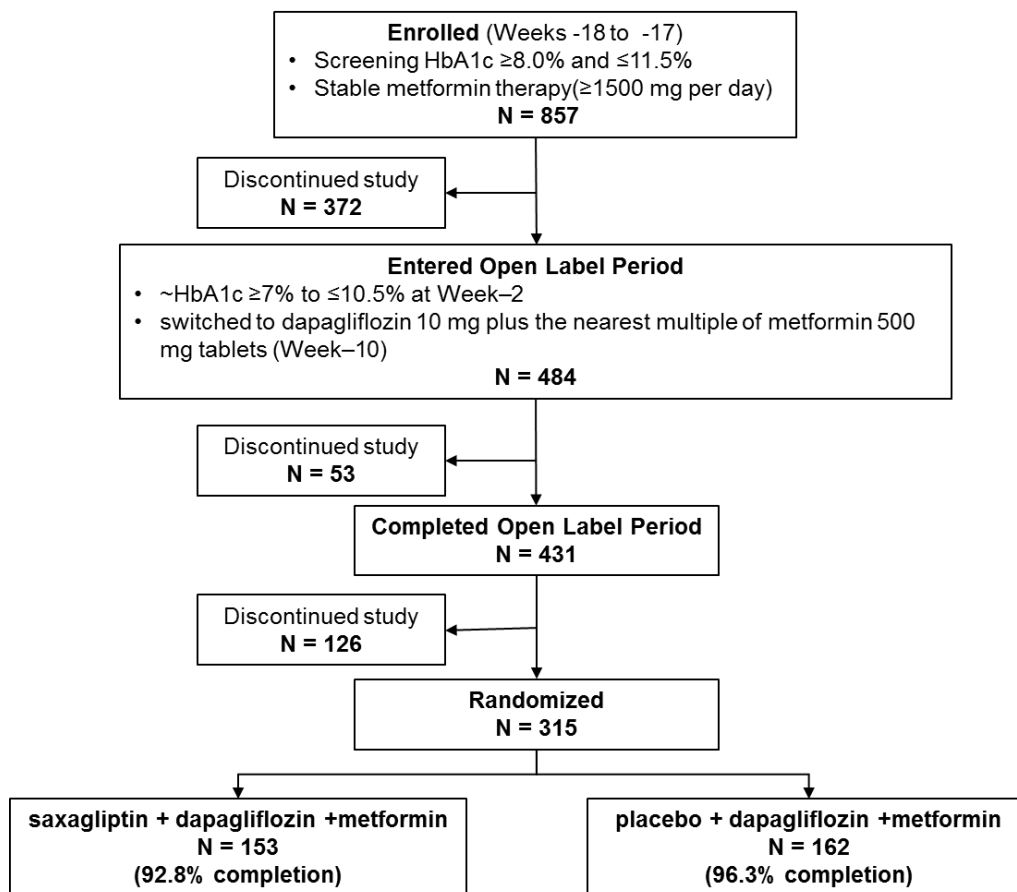 Enrolled (Weeks -18 to -17)
• Screening HbA1c ≥8.0% and ≤11.5%
• Stable metformin therapy(≥1500 mg per day)
N = 857
Discontinued study
N = 372
Entered Open Label Period
• ~HbA1c ≥7% to ≤10.5% at Week–2
• switched to dapagliflozin 10 mg plus the nearest multiple of metformin 500
mg tablets (Week–10)
N = 484
Discontinued study
N = 53
Completed Open Label Period
N = 431
Discontinued study
N = 126
Randomized
N = 315
saxagliptin + dapagliflozin +metformin
N = 153
(92.8% completion)
placebo + dapagliflozin +metformin
N = 162
(96.3% completion)